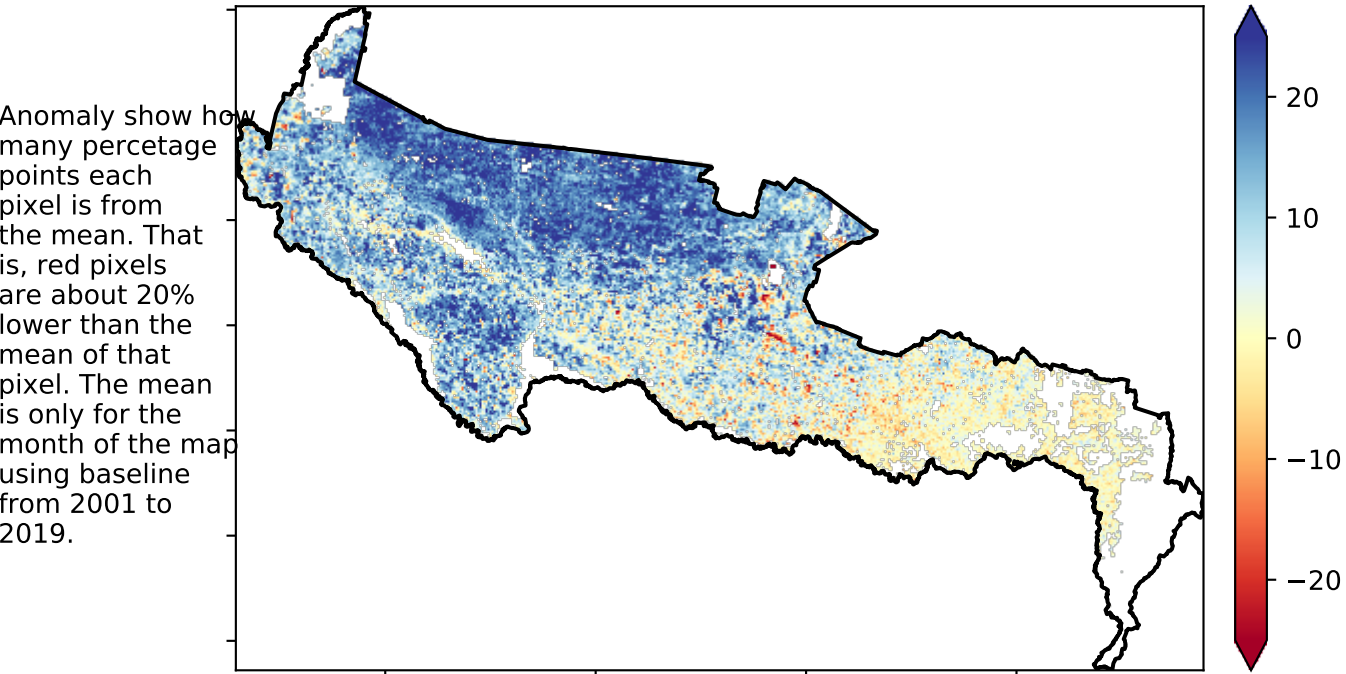 Anomaly show how
many percetage
points each
pixel is from
the mean. That
is, red pixels
are about 20%
lower than the
mean of that
pixel. The mean
is only for the
month of the map
using baseline
from 2001 to
2019.
20
10
0
−10
−20